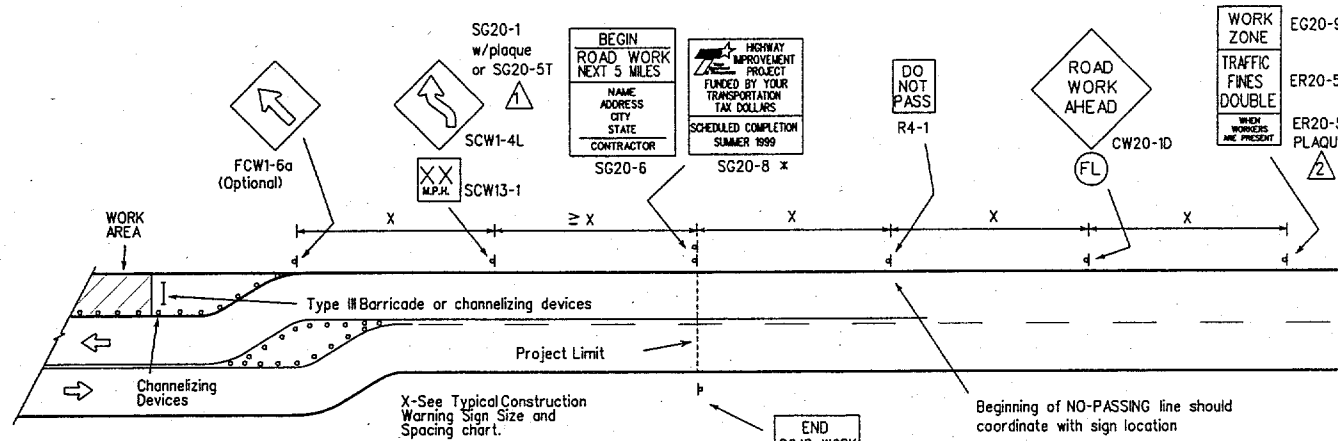 SG20-1
w/plaque
or SG20-5T
1
BEGIN
ROAD WORK
NEXT 5 MILES
NAME
ADDRESS
CITY
STATE
CONTRACTOR
SG20-6
HIGHWAY
IMPROVEMENT
PROJECT
FUNDED BY YOUR
TRANSPORTATION
TAX DOLLARS
SCHEDULED COMPLETION
SUMMER 1999
SG20-8 *
DO
NOT
PASS
R4-1
ROAD
WORK
AHEAD
CW20-1D
FL
WORK
ZONE
TRAFFIC
FINES
DOUBLE
WHEN
WORKERS
ARE PRESENT
EG20-9
ER20-5
ER20-5
PLAQU
2
FCW1-6a
(Optional)
SCW1-4L
XX
M.P.H.
SCW13-1
X
≥ X
X
X
X
WORK
AREA
Type III Barricade or channelizing devices
Project Limit
Channelizing
Devices
X-See Typical Construction
Warning Sign Size and
Spacing chart.
END
Beginning of NO-PASSING line should
coordinate with sign location